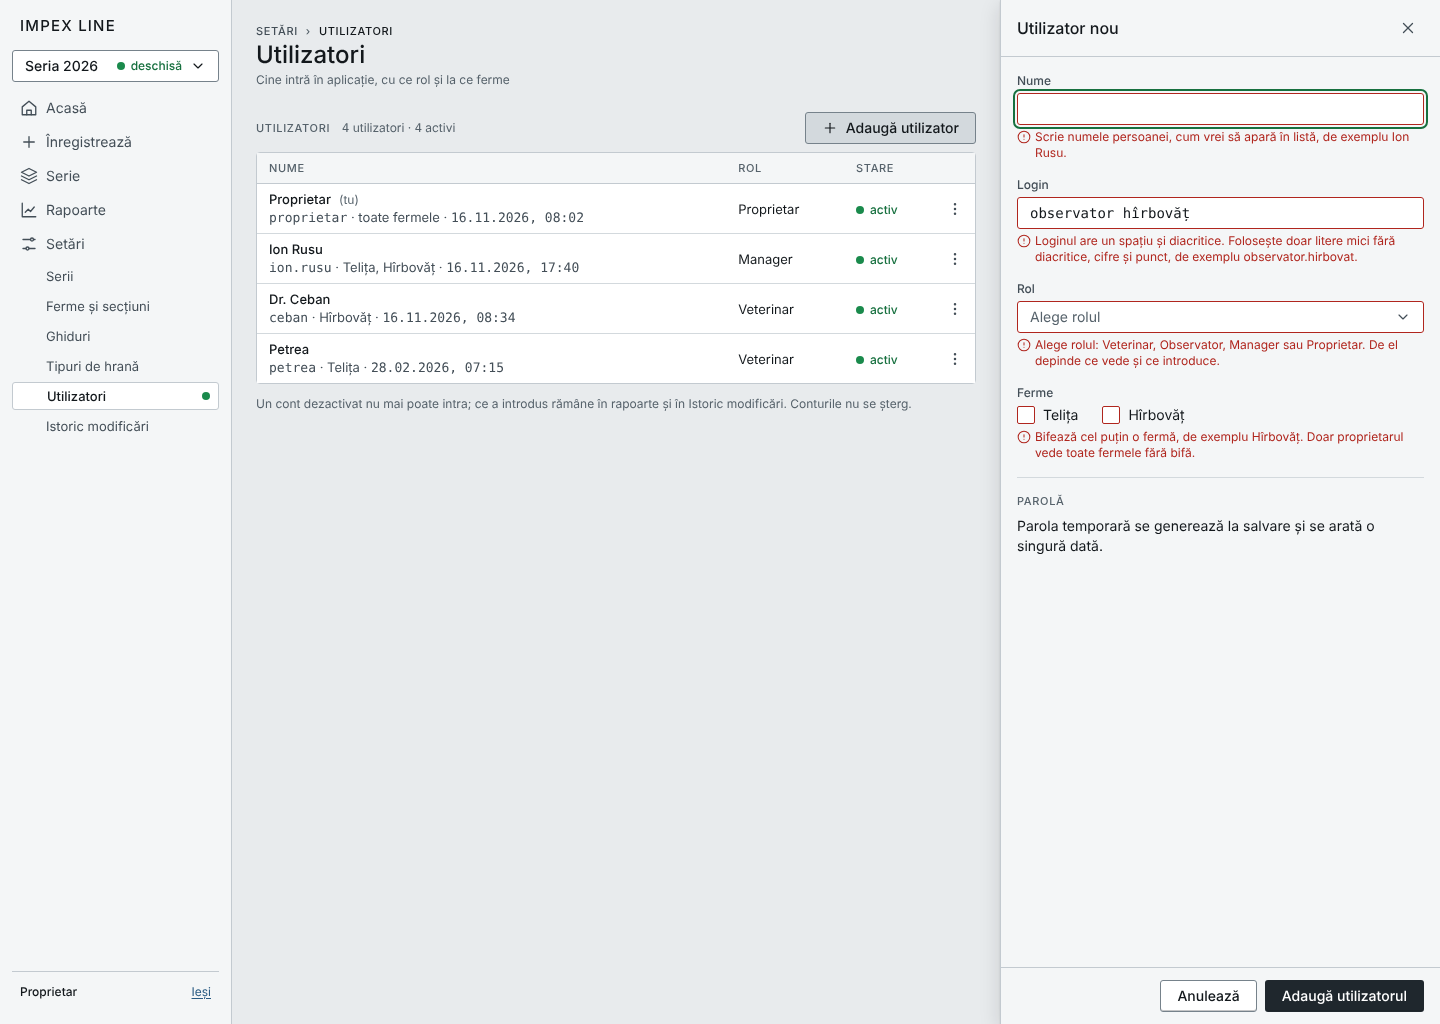 IMPEX LINE
Seria 2026 deschisă
Acasă
Înregistrează
Serie
Rapoarte
Setări
Serii
Ferme și secțiuni
Ghiduri
Tipuri de hrană
Utilizatori
Istoric modificări
Proprietar Ieși
SETĂRI › UTILIZATORI
Utilizatori
Cine intră în aplicație, cu ce rol și la ce ferme
UTILIZATORI 4 utilizatori · 4 activi
Adaugă utilizator
NUME ROL STARE
Proprietar (tu)
proprietar · toate fermele · 16.11.2026, 08:02
Proprietar activ
Ion Rusu
ion.rusu · Telița, Hîrbovăț · 16.11.2026, 17:40
Manager activ
Dr. Ceban
ceban · Hîrbovăț · 16.11.2026, 08:34
Veterinar activ
Petrea
petrea · Telița · 28.02.2026, 07:15
Veterinar activ
Un cont dezactivat nu mai poate intra; ce a introdus rămâne în rapoarte și în Istoric modificări. Conturile nu se șterg.
Utilizator nou
Nume
Scrie numele persoanei, cum vrei să apară în listă, de exemplu Ion
Rusu.
Login
observator hîrbovăț
Loginul are un spațiu și diacritice. Folosește doar litere mici fără
diacritice, cifre și punct, de exemplu observator.hirbovat.
Rol
Alege rolul
Alege rolul: Veterinar, Observator, Manager sau Proprietar. De el
depinde ce vede și ce introduce.
Ferme
Telița Hîrbovăț
Bifează cel puțin o fermă, de exemplu Hîrbovăț. Doar proprietarul
vede toate fermele fără bifă.
PAROLĂ
Parola temporară se generează la salvare și se arată o
singură dată.
Anulează Adaugă utilizatorul